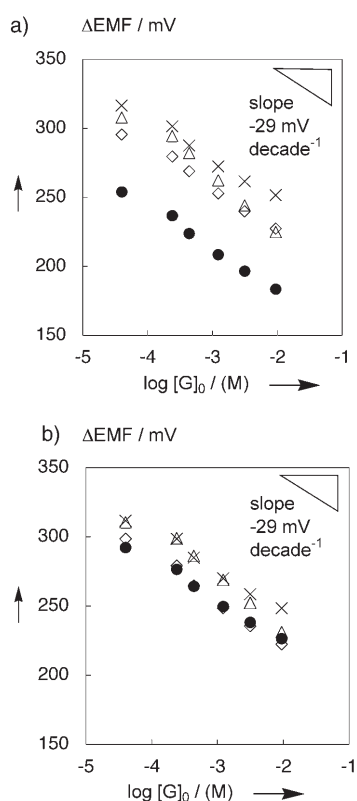 a)
ΔEMF / mV
350
300
250
200
150
slope
-29 mV
decade⁻¹
-5 -4 -3 -2 -1
log [G]₀ / (M)
b)
ΔEMF / mV
350
300
250
200
150
slope
-29 mV
decade⁻¹
-5 -4 -3 -2 -1
log [G]₀ / (M)